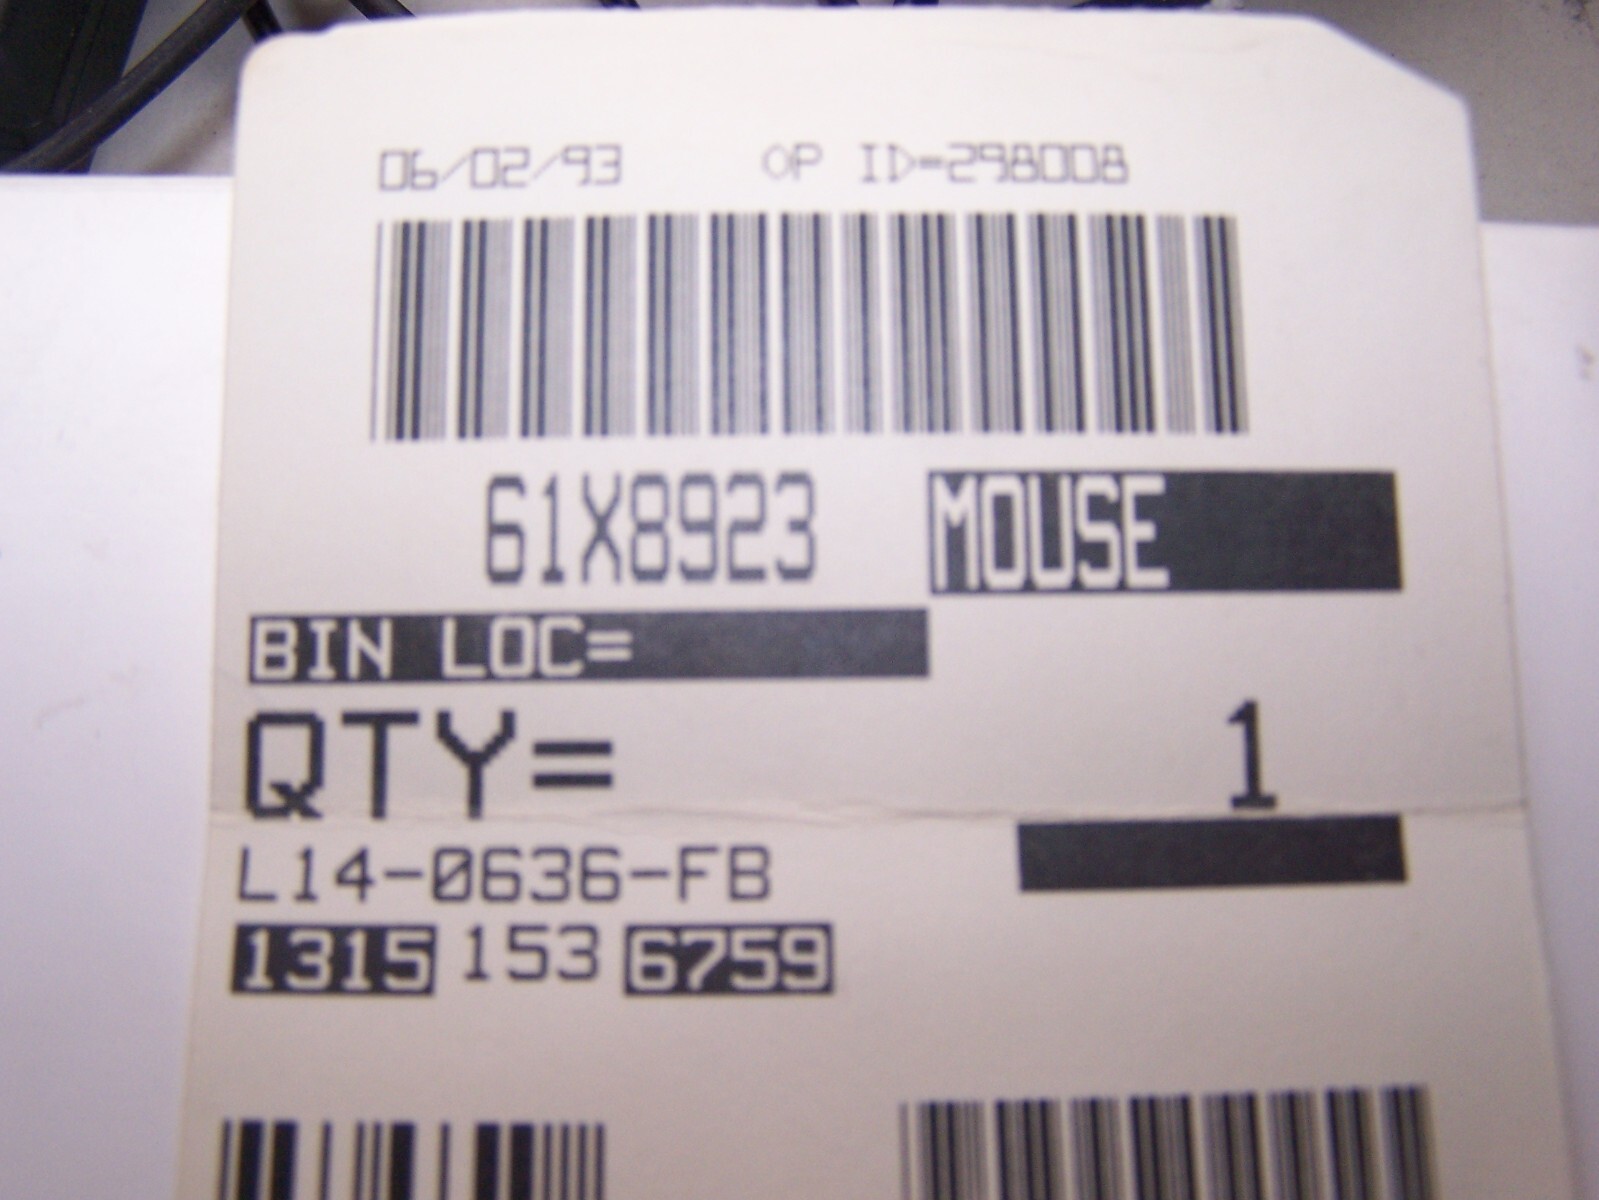 06/02/93 OP ID=298008
61X8923 MOUSE
BIN LOC=
QTY= 1
L14-0636-FB
1315 153 6759